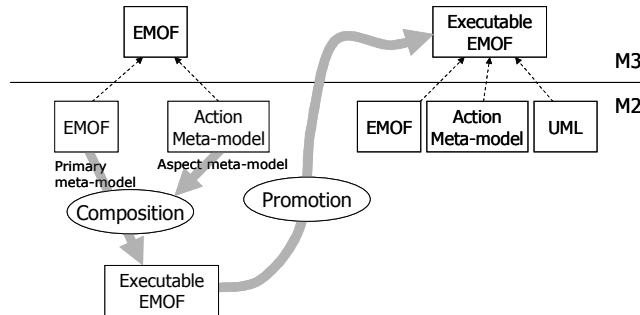 EMOF
Executable
EMOF
M3
M2
EMOF
Action
Meta-model
EMOF
Action
Meta-model
UML
Primary
meta-model
Aspect meta-model
Composition
Promotion
Executable
EMOF